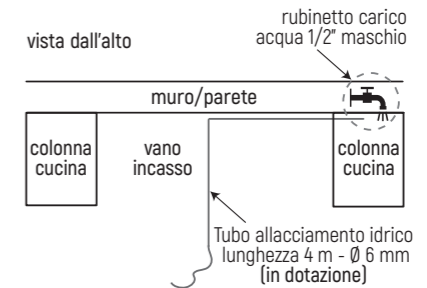 rubinetto carico
acqua 1/2" maschio
vista dall'alto
muro/parete
colonna
cucina
vano
incasso
colonna
cucina
Tubo allacciamento idrico
lunghezza 4 m - Ø 6 mm
(in dotazione)